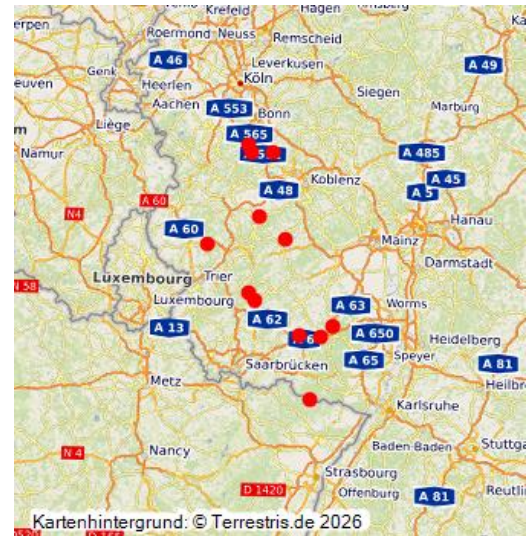 Krefeld
Hagen
Roermond Neuss
Remscheid
A 46
Leverkusen
A 49
Genk
Heerlen
Köln
Siegen
Aachen
A 553
Marburg
Bonn
Liège
A 565
Namur
A 48
A 485
Koblenz
A 45
A 60
A 5
N4
Hanau
A 60
Mainz
Luxembourg
Trier
Darmstadt
N 58
Luxembourg
A 63
Worms
A 13
A 62
A 650
Heidelberg
Saarbrücken
A 65
Speyer
A 81
Metz
Heilbr
Karlsruhe
N 4
Nancy
Baden-Baden
Stuttga
Strasbourg
D 1420
Offenburg
A 81
Reutli
Kartenhintergrund: © Terrestris.de 2026